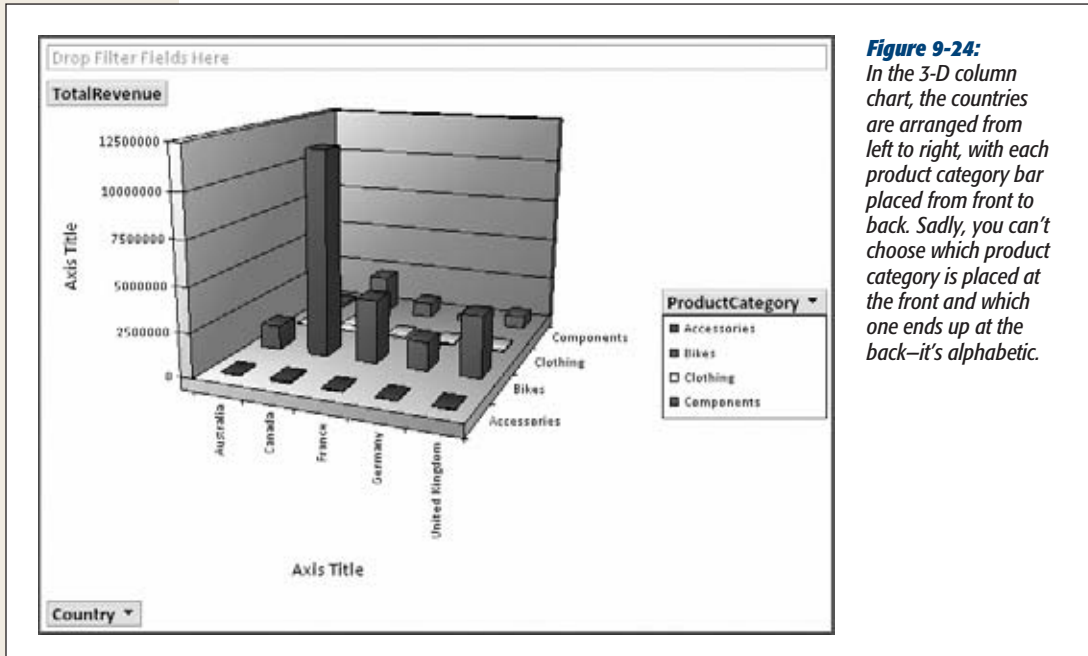 Drop Filter Fields Here
TotalRevenue
12500000
10000000
7500000
5000000
2500000
0
Axis Title
Australia
Canada
France
Germany
United Kingdom
Accessories
Bikes
Clothing
Components
Axis Title
ProductCategory
Accessories
Bikes
Clothing
Components
Country
Figure 9-24:
In the 3-D column
chart, the countries
are arranged from
left to right, with each
product category bar
placed from front to
back. Sadly, you can't
choose which product
category is placed at
the front and which
one ends up at the
back—it's alphabetic.